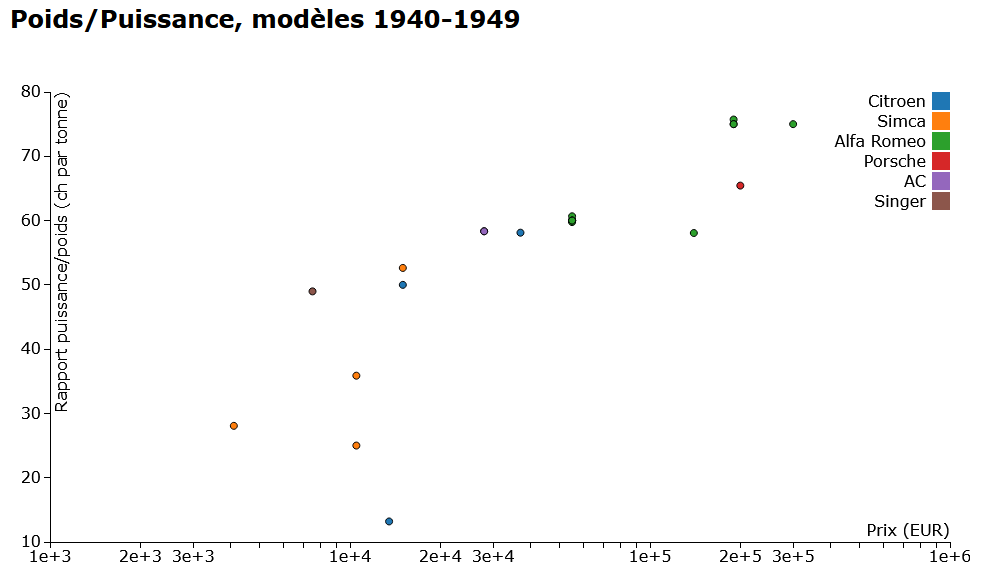 Poids/Puissance, modèles 1940-1949
80
70
60
50
40
30
20
10
Rapport puissance/poids (ch par tonne)
Citroen
Simca
Alfa Romeo
Porsche
AC
Singer
Prix (EUR)
1e+3 2e+3 3e+3 1e+4 2e+4 3e+4 1e+5 2e+5 3e+5 1e+6